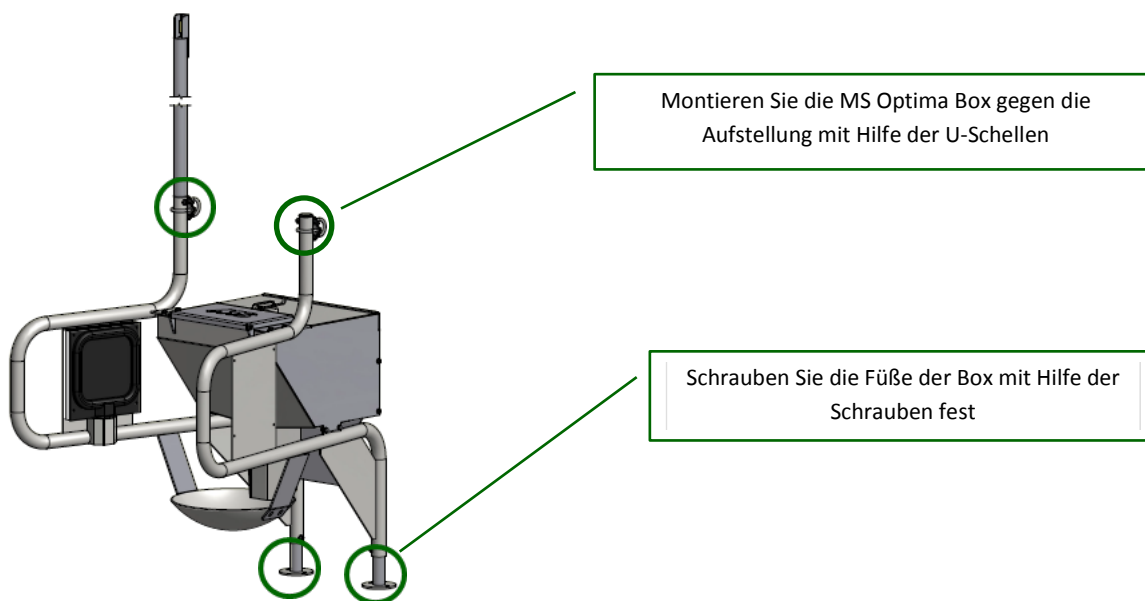 Montieren Sie die MS Optima Box gegen die
Aufstellung mit Hilfe der U-Schellen
Schrauben Sie die Füße der Box mit Hilfe der
Schrauben fest